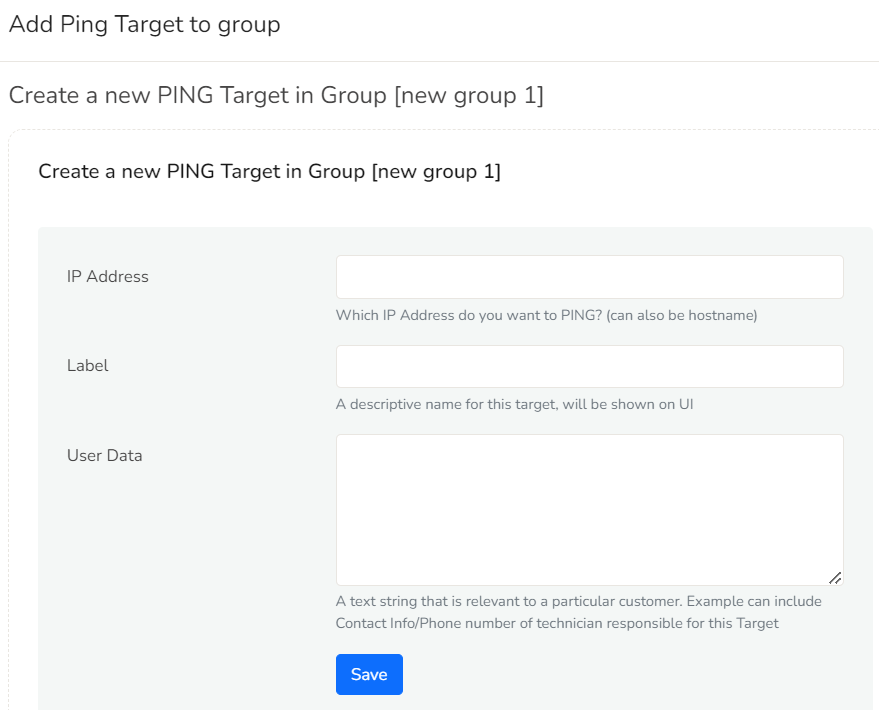 Add Ping Target to group
Create a new PING Target in Group [new group 1]
Create a new PING Target in Group [new group 1]
IP Address
Which IP Address do you want to PING? (can also be hostname)
Label
A descriptive name for this target, will be shown on UI
User Data
A text string that is relevant to a particular customer. Example can include
Contact Info/Phone number of technician responsible for this Target
Save